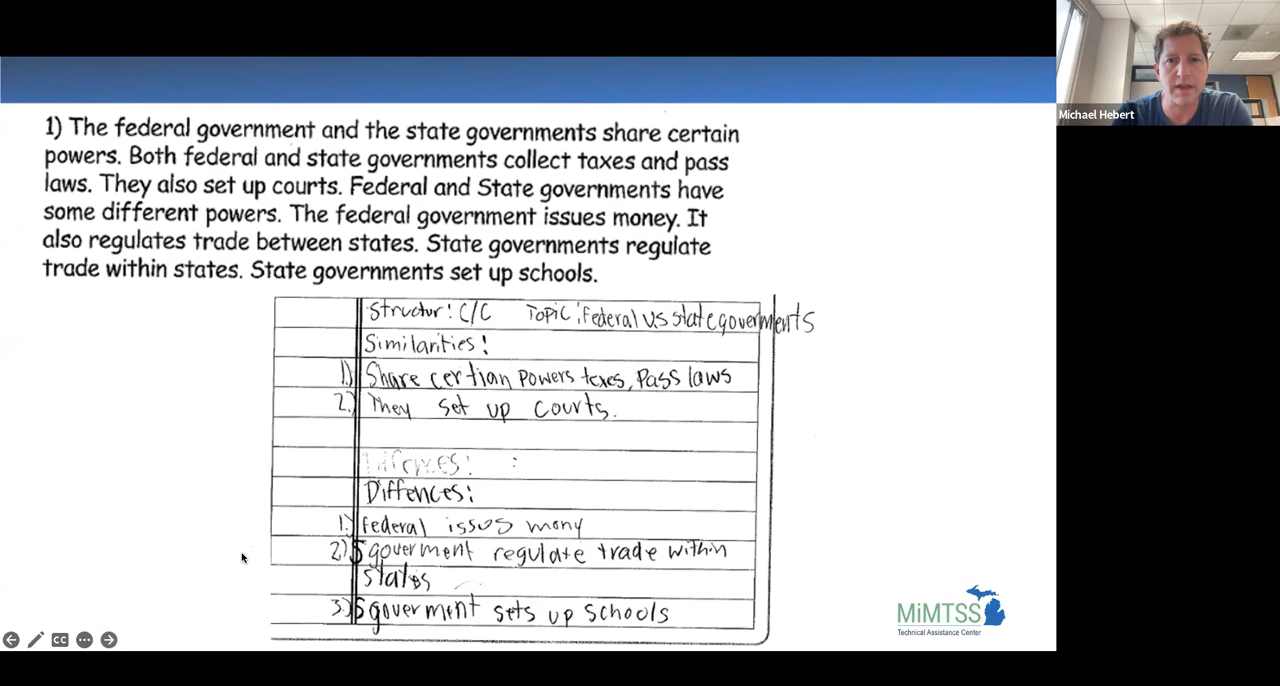 Michael Hebert
1) The federal government and the state governments share certain
powers. Both federal and state governments collect taxes and pass
laws. They also set up courts. Federal and State governments have
some different powers. The federal government issues money. It
also regulates trade between states. State governments regulate
trade within states. State governments set up schools.
Structur: C/C Topic: Federal V.S state goverments
Similarities:
1.) Share certian powers texes, Pass laws
2.) They set up courts.
Diffences:
1.) Federal issus mony
2.) S goverment regulate trade within
states
3.) S goverment sets up schools
MiMTSS
Technical Assistance Center
CC